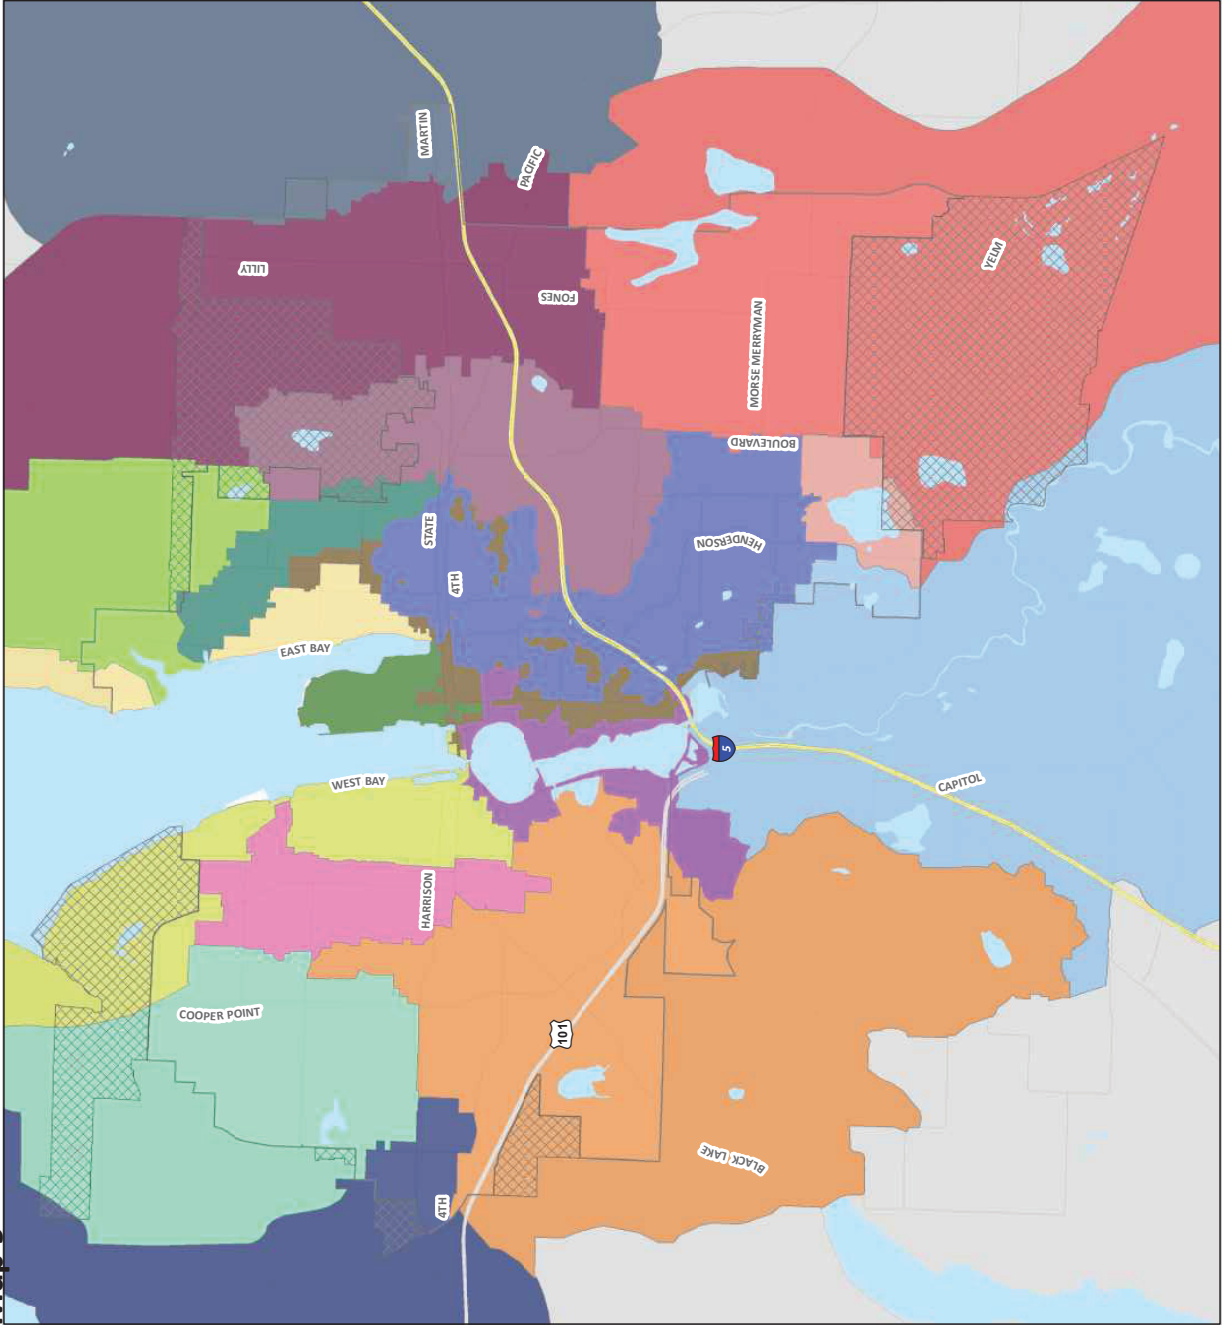 MARTIN
PACIFIC
LILLY
YELM
FONES
MORSE MERRYMAN
BOULEVARD
STATE
HENDERSON
4TH
EAST BAY
5
WEST BAY
CAPITOL
HARRISON
COOPER POINT
101
BLACK LAKE
4TH